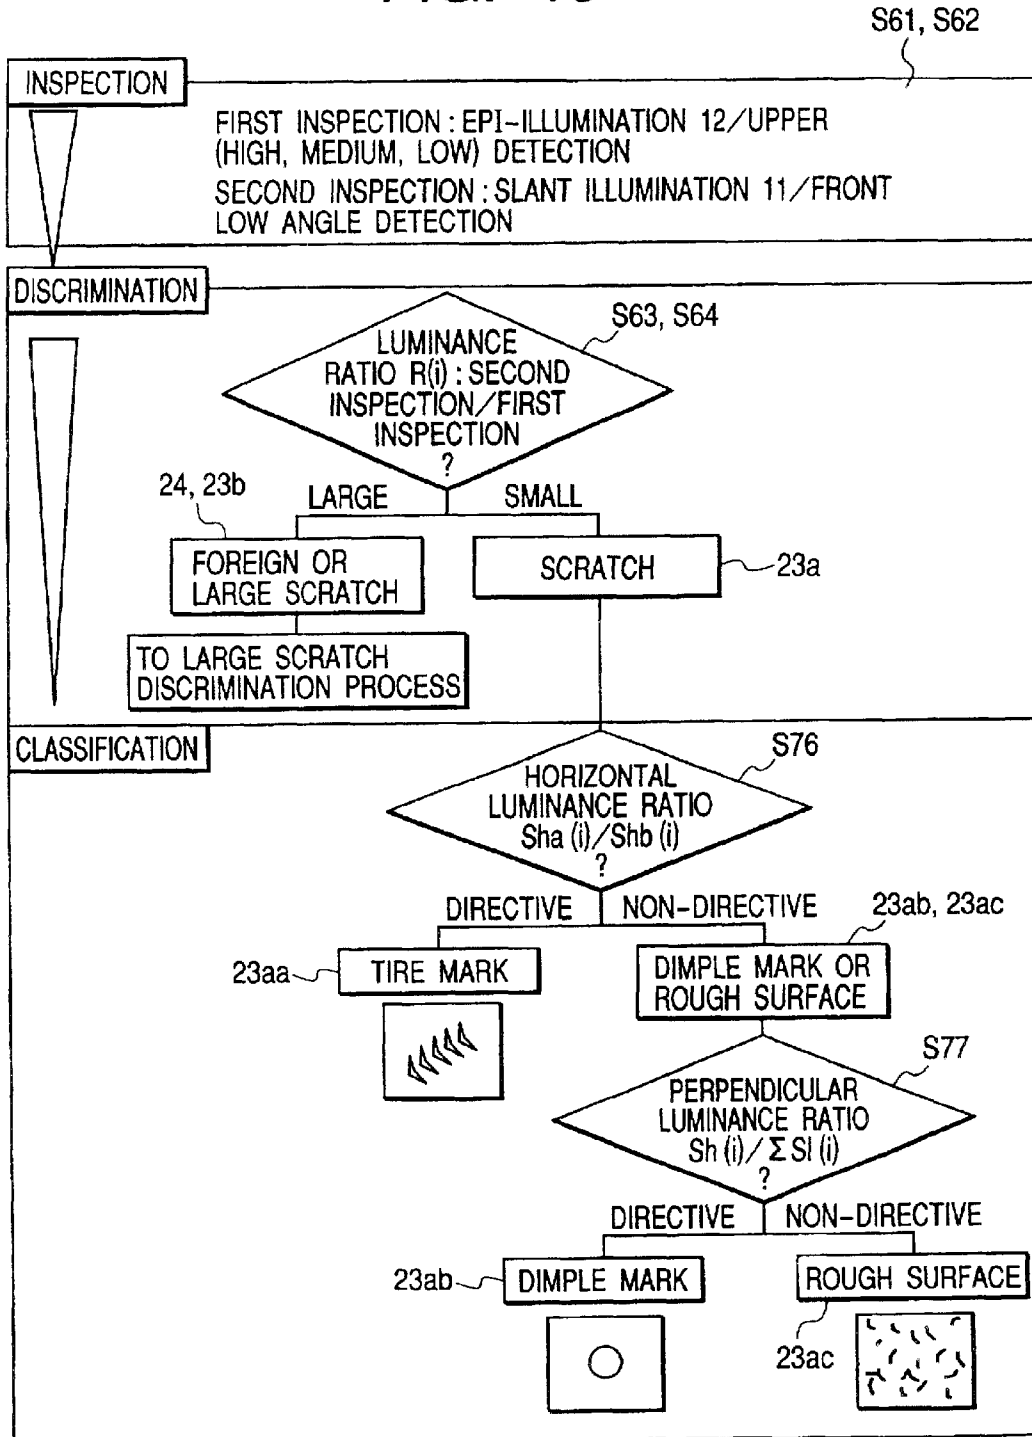 S61, S62
INSPECTION
FIRST INSPECTION : EPI-ILLUMINATION 12/UPPER
(HIGH, MEDIUM, LOW) DETECTION
SECOND INSPECTION : SLANT ILLUMINATION 11/FRONT
LOW ANGLE DETECTION
DISCRIMINATION
S63, S64
LUMINANCE
RATIO R(i) : SECOND
INSPECTION/FIRST
INSPECTION
?
24, 23b
LARGE
SMALL
FOREIGN OR
LARGE SCRATCH
SCRATCH
23a
TO LARGE SCRATCH
DISCRIMINATION PROCESS
CLASSIFICATION
S76
HORIZONTAL
LUMINANCE RATIO
Sha (i)/Shb (i)
?
DIRECTIVE
NON-DIRECTIVE
23ab, 23ac
23aa
TIRE MARK
DIMPLE MARK OR
ROUGH SURFACE
S77
PERPENDICULAR
LUMINANCE RATIO
Sh (i)/ΣSl (i)
?
DIRECTIVE
NON-DIRECTIVE
23ab
DIMPLE MARK
ROUGH SURFACE
23ac